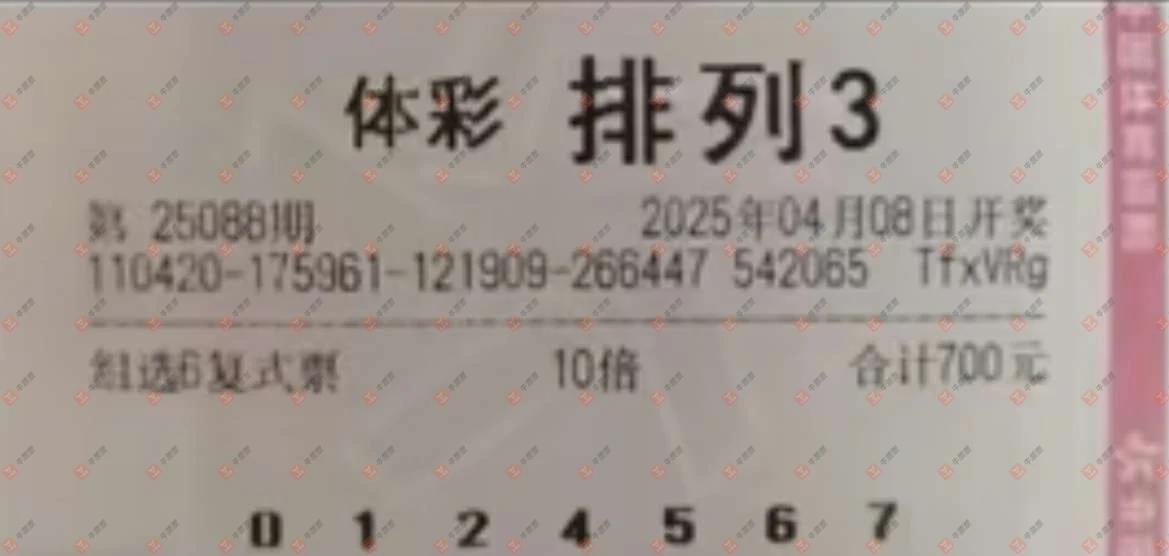 体彩 排列3
第 25088期 2025年04月08日开奖
110420-175961-121909-266447 542065 TfxVRg
组选6复式票 10倍 合计700元
0 1 2 4 5 6 7